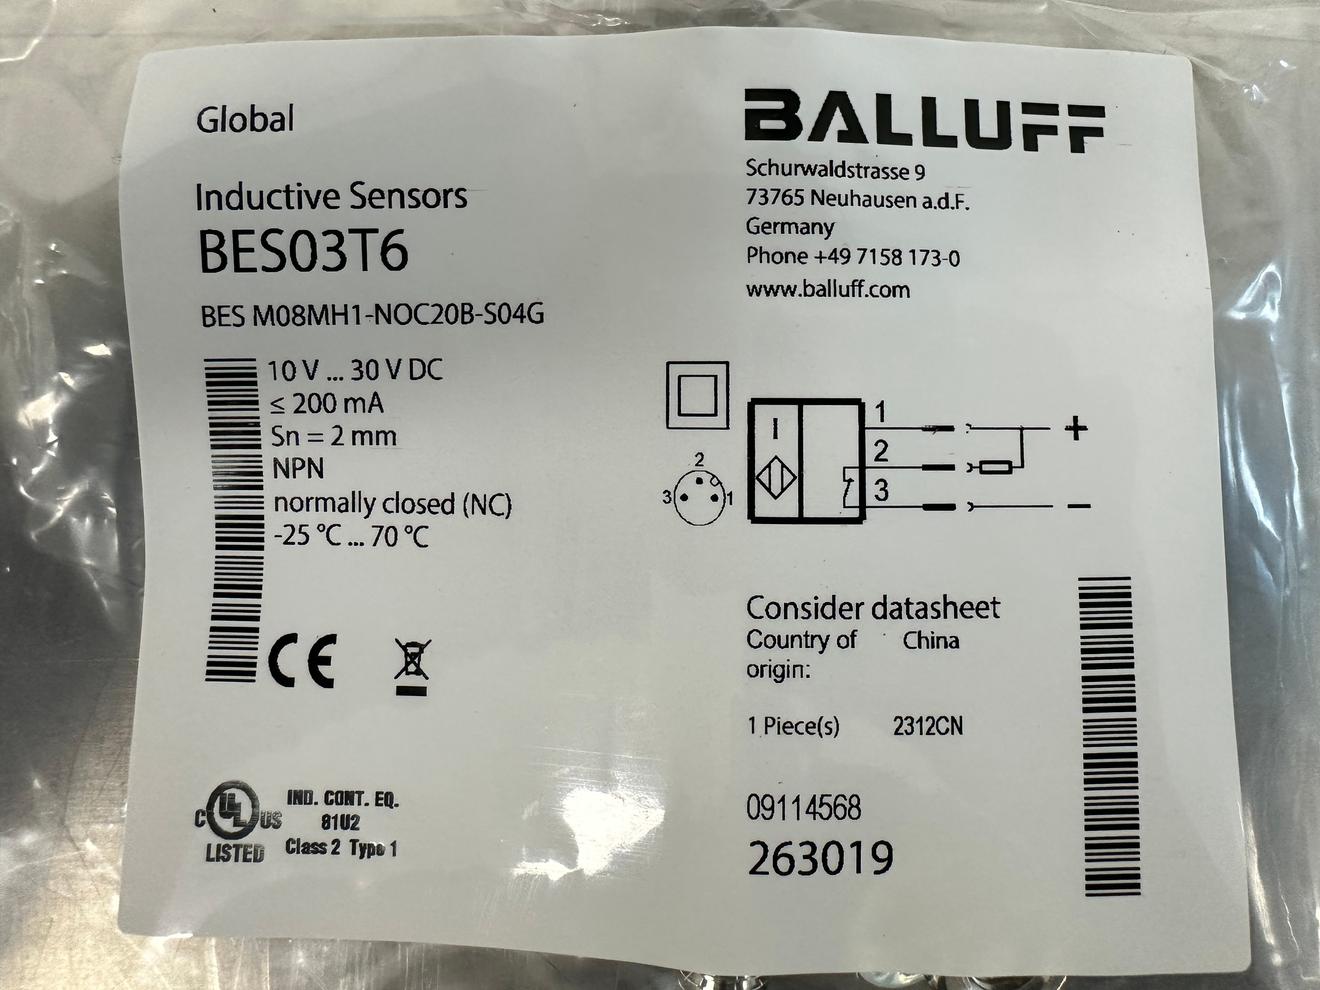 Global
Inductive Sensors
BES03T6
BES M08MH1-NOC20B-S04G
10 V ... 30 V DC
≤ 200 mA
Sn = 2 mm
NPN
normally closed (NC)
-25 °C ... 70 °C
CE
C UL US
LISTED
IND. CONT. EQ.
81U2
Class 2 Type 1
BALLUFF
Schurwaldstrasse 9
73765 Neuhausen a.d.F.
Germany
Phone +49 7158 173-0
www.balluff.com
1 +
2
3 −
I
2
3 1
Consider datasheet
Country of China
origin:
1 Piece(s) 2312CN
09114568
263019